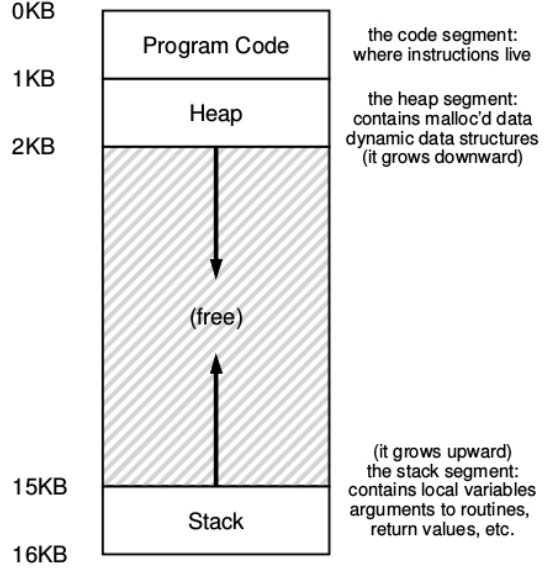 0KB
Program Code
the code segment:
where instructions live
1KB
Heap
the heap segment:
contains malloc'd data
dynamic data structures
(it grows downward)
2KB
(free)
(it grows upward)
the stack segment:
contains local variables
arguments to routines,
return values, etc.
15KB
Stack
16KB